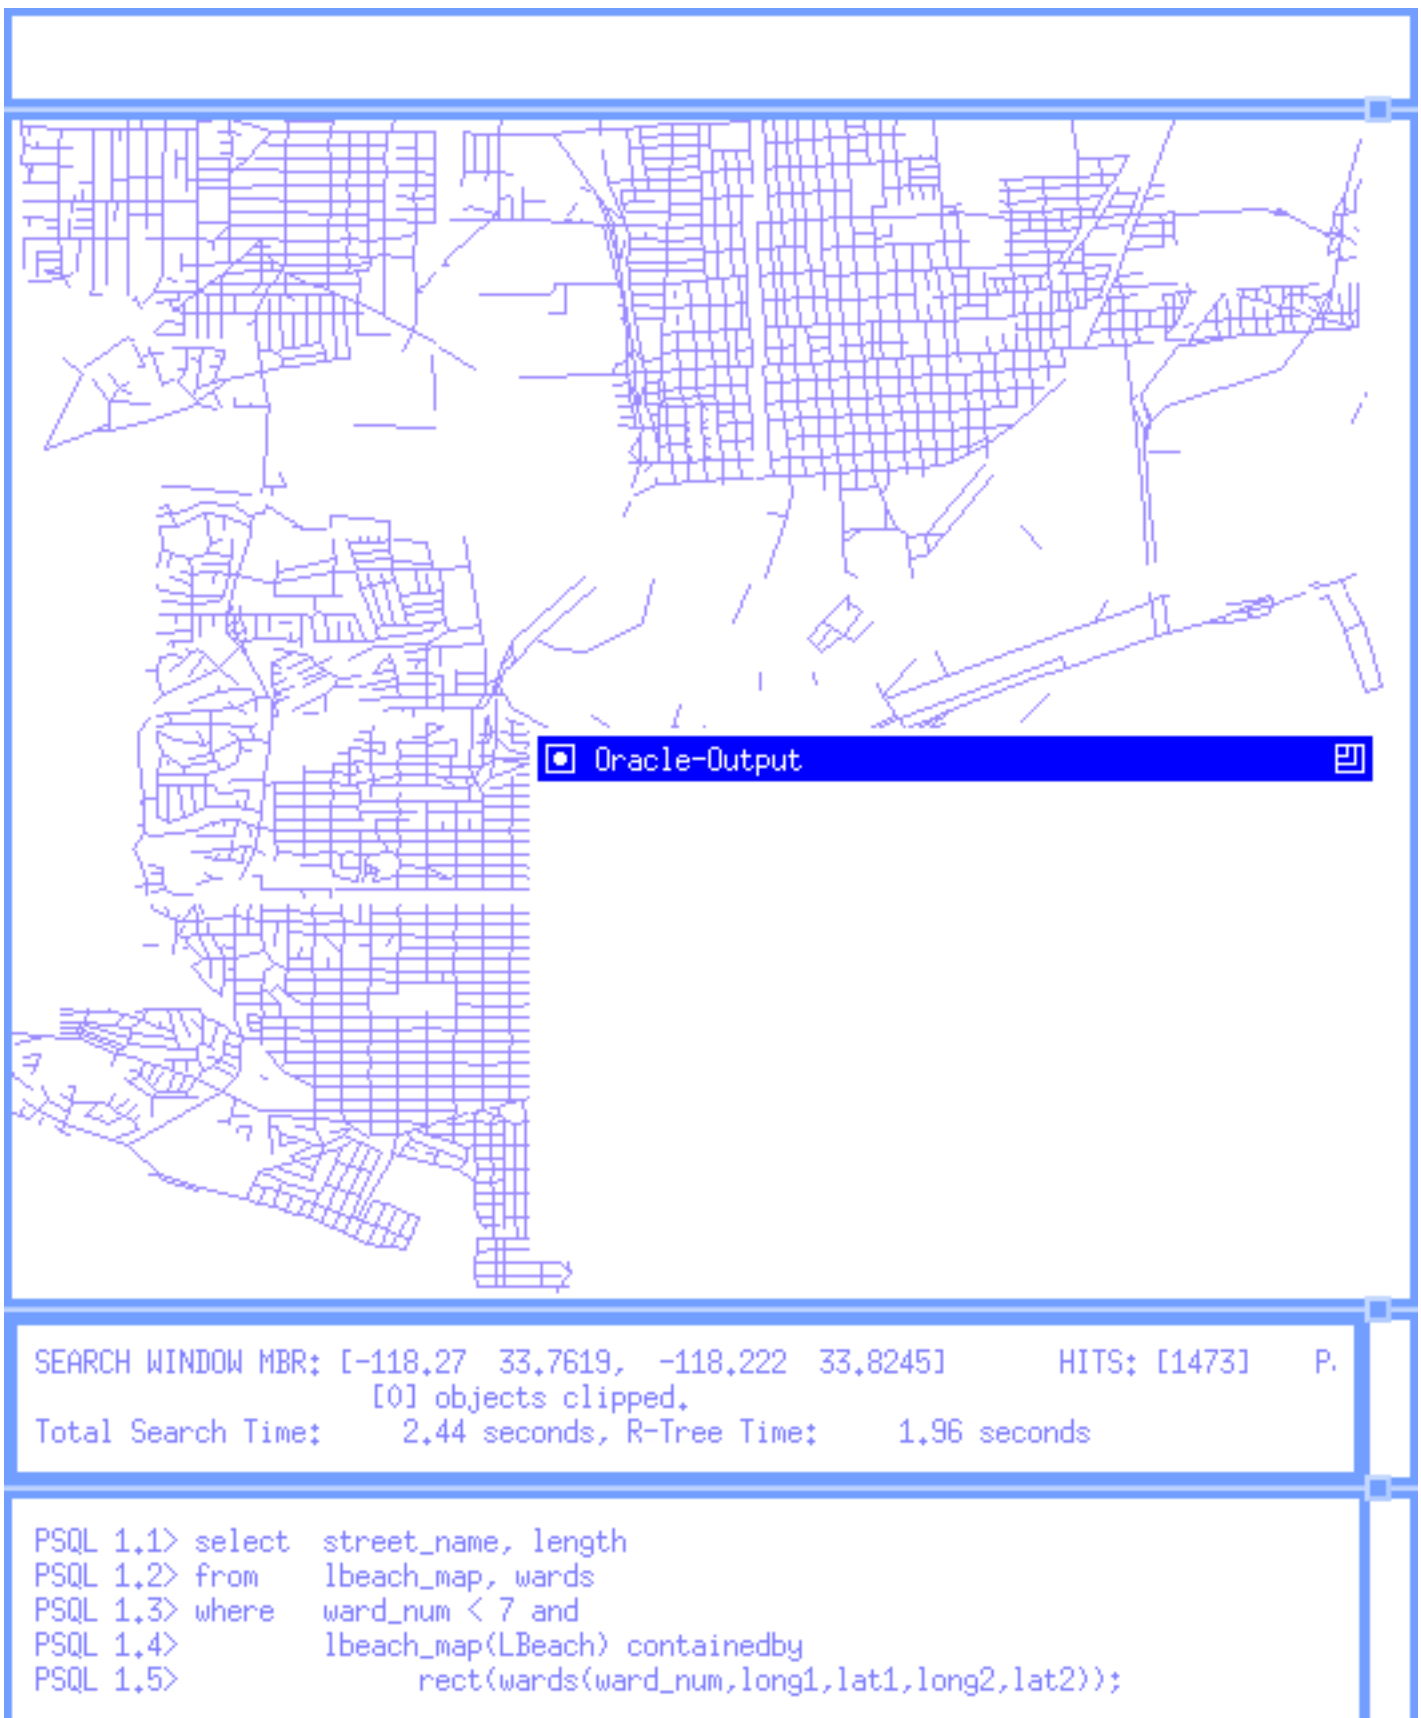 Oracle-Output
SEARCH WINDOW MBR: [-118.27 33.7619, -118.222 33.8245] HITS: [1473]
[0] objects clipped.
Total Search Time: 2.44 seconds, R-Tree Time: 1.96 seconds
PSQL 1.1> select street_name, length
PSQL 1.2> from lbeach_map, wards
PSQL 1.3> where ward_num < 7 and
PSQL 1.4> lbeach_map(LBeach) containedby
PSQL 1.5> rect(wards(ward_num,long1,lat1,long2,lat2));